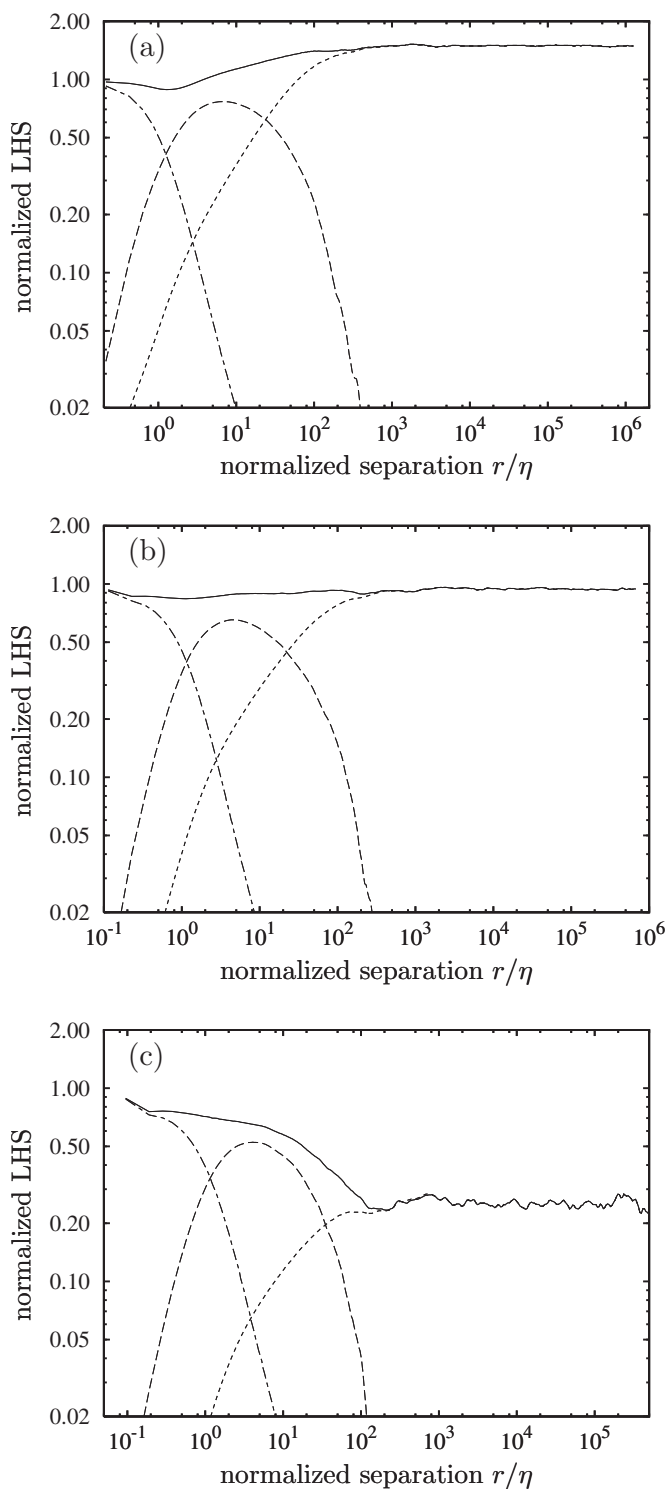 (a)
normalized LHS
2.00
1.00
0.50
0.20
0.10
0.05
0.02
10^0 10^1 10^2 10^3 10^4 10^5 10^6
normalized separation r/η
(b)
normalized LHS
2.00
1.00
0.50
0.20
0.10
0.05
0.02
10^-1 10^0 10^1 10^2 10^3 10^4 10^5 10^6
normalized separation r/η
(c)
normalized LHS
2.00
1.00
0.50
0.20
0.10
0.05
0.02
10^-1 10^0 10^1 10^2 10^3 10^4 10^5
normalized separation r/η